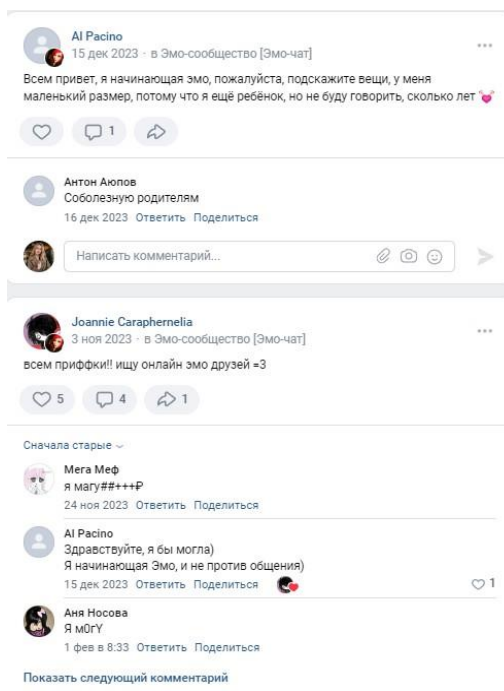 Al Pacino
15 дек 2023 · в Эмо-сообщество [Эмо-чат]
Всем привет, я начинающая эмо, пожалуйста, подскажите вещи, у меня
маленький размер, потому что я ещё ребёнок, но не буду говорить, сколько лет 💓
1
Антон Аюпов
Соболезную родителям
16 дек 2023 Ответить Поделиться
Написать комментарий...
Joannie Caraphernelia
3 ноя 2023 · в Эмо-сообщество [Эмо-чат]
всем приффки!! ищу онлайн эмо друзей =3
5 4 1
Сначала старые
Мега Меф
я магу##+++₽
24 ноя 2023 Ответить Поделиться
Al Pacino
Здравствуйте, я бы могла)
Я начинающая Эмо, и не против общения)
15 дек 2023 Ответить Поделиться 1
Аня Носова
Я м0гY
1 фев в 8:33 Ответить Поделиться
Показать следующий комментарий